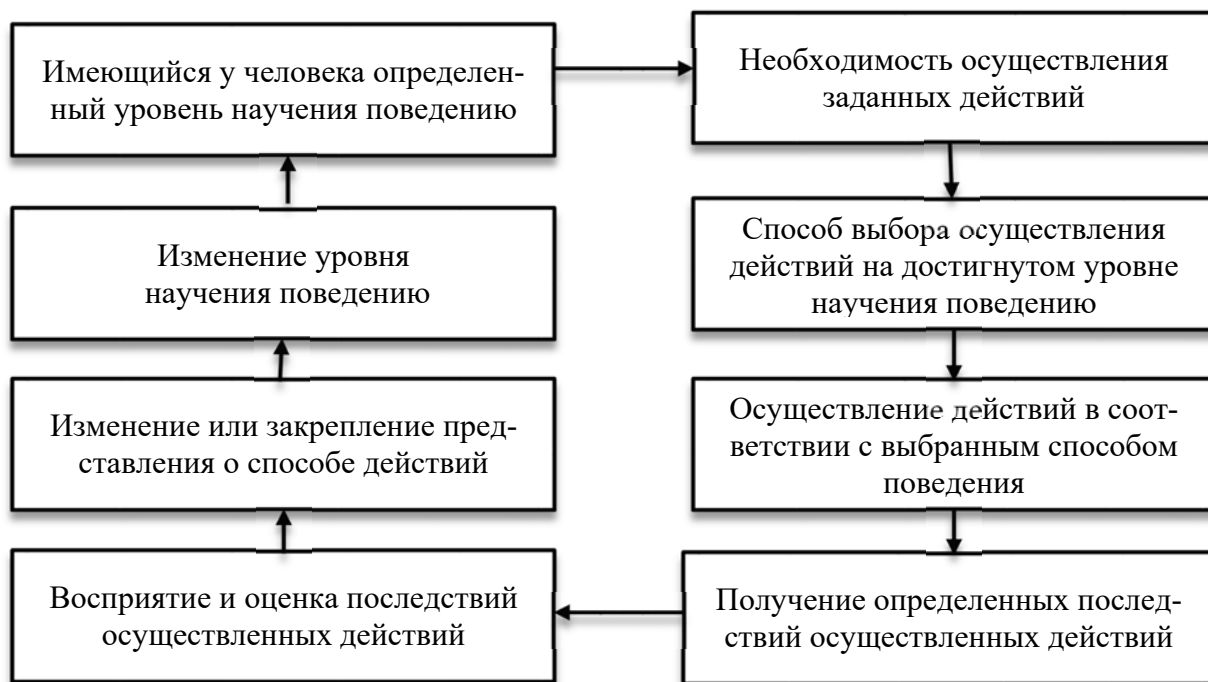 Имеющийся у человека определен-
ный уровень научения поведению
Необходимость осуществления
заданных действий
Способ выбора осуществления
действий на достигнутом уровне
научения поведению
Осуществление действий в соот-
ветствии с выбранным способом
поведения
Получение определенных послед-
ствий осуществленных действий
Восприятие и оценка последствий
осуществленных действий
Изменение или закрепление пред-
ставления о способе действий
Изменение уровня
научения поведению